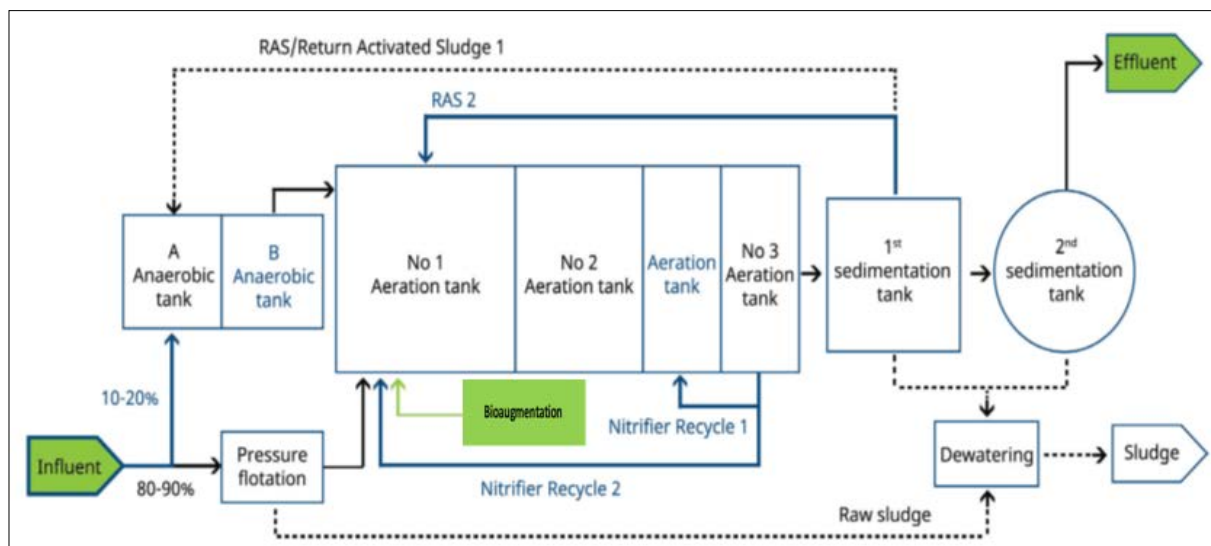 RAS/Return Activated Sludge 1
Effluent
RAS 2
A
Anaerobic
tank
B
Anaerobic
tank
No 1
Aeration tank
No 2
Aeration tank
Aeration
tank
No 3
Aeration
tank
1st
sedimentation
tank
2nd
sedimentation
tank
10-20%
Bioaugmentation
Nitrifier Recycle 1
Influent
80-90%
Pressure
flotation
Nitrifier Recycle 2
Dewatering
Sludge
Raw sludge